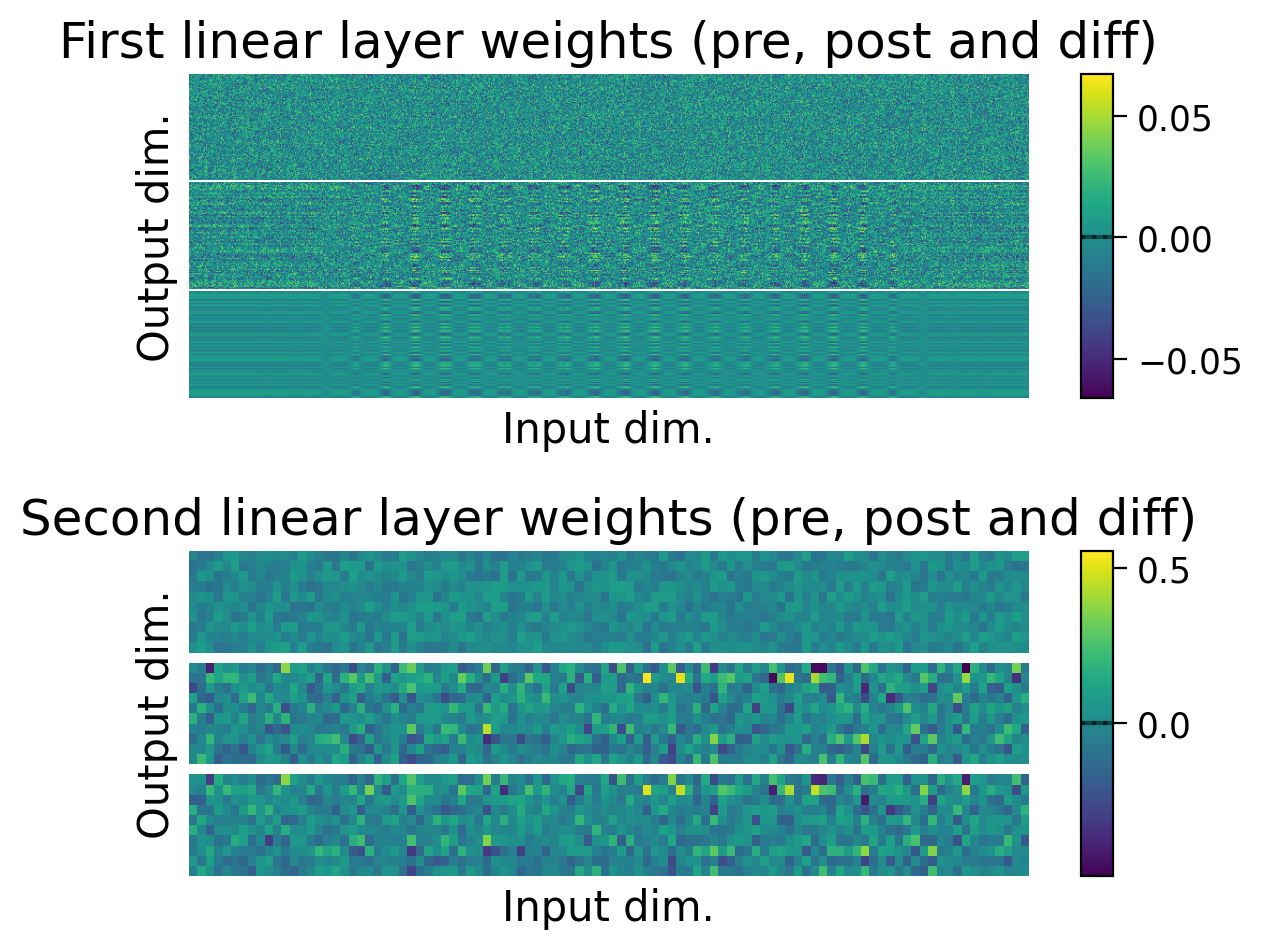 First linear layer weights (pre, post and diff)
Output dim.
0.05
0.00
−0.05
Input dim.
Second linear layer weights (pre, post and diff)
Output dim.
0.5
0.0
Input dim.